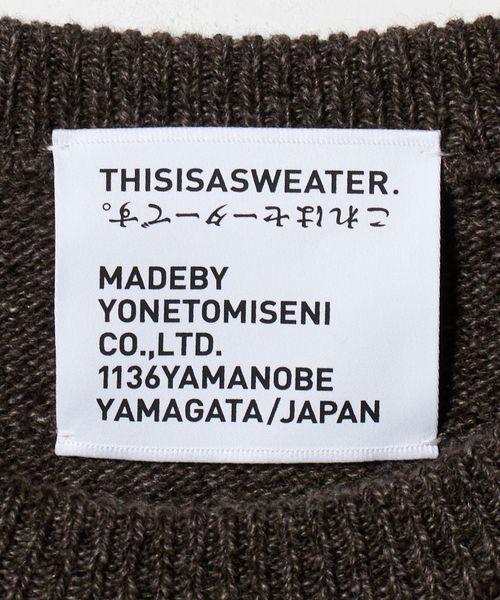 THISISASWEATER.
これはセーターです。
MADEBY
YONETOMISENI
CO.,LTD.
1136YAMANOBE
YAMAGATA/JAPAN